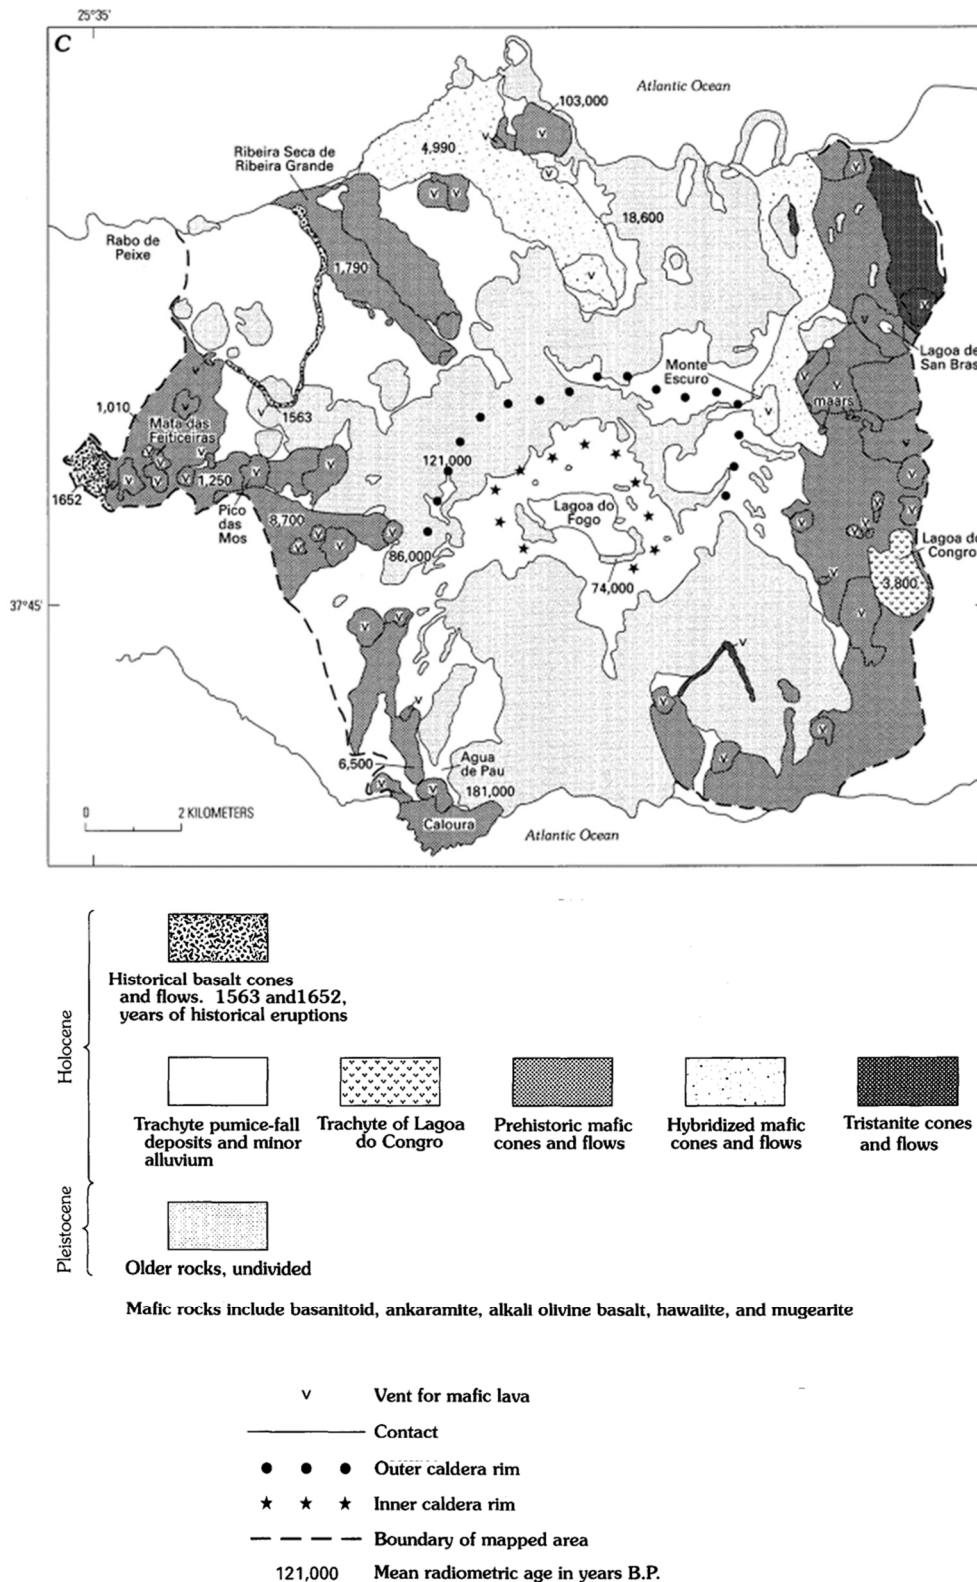 25°35'
C
Atlantic Ocean
103,000
4,990
Ribeira Seca de
Ribeira Grande
18,600
Rabo de
Peixe
1,790
Lagoa de
San Bras
Monte
Escuro
maars
1,010
1563
Mata das
Feiticeiras
121,000
1652
1,250
Pico
das
Mos
Lagoa do
Fogo
8,700
86,000
Lagoa do
Congro
74,000
3,800
37°45'
6,500
Agua
de Pau
181,000
0 2 KILOMETERS
Caloura
Atlantic Ocean
Holocene
Historical basalt cones
and flows. 1563 and1652,
years of historical eruptions
Trachyte pumice-fall
deposits and minor
alluvium
Trachyte of Lagoa
do Congro
Prehistoric mafic
cones and flows
Hybridized mafic
cones and flows
Tristanite cones
and flows
Pleistocene
Older rocks, undivided
Mafic rocks include basanitoid, ankaramite, alkali olivine basalt, hawaiite, and mugearite
v Vent for mafic lava
Contact
Outer caldera rim
Inner caldera rim
Boundary of mapped area
121,000 Mean radiometric age in years B.P.